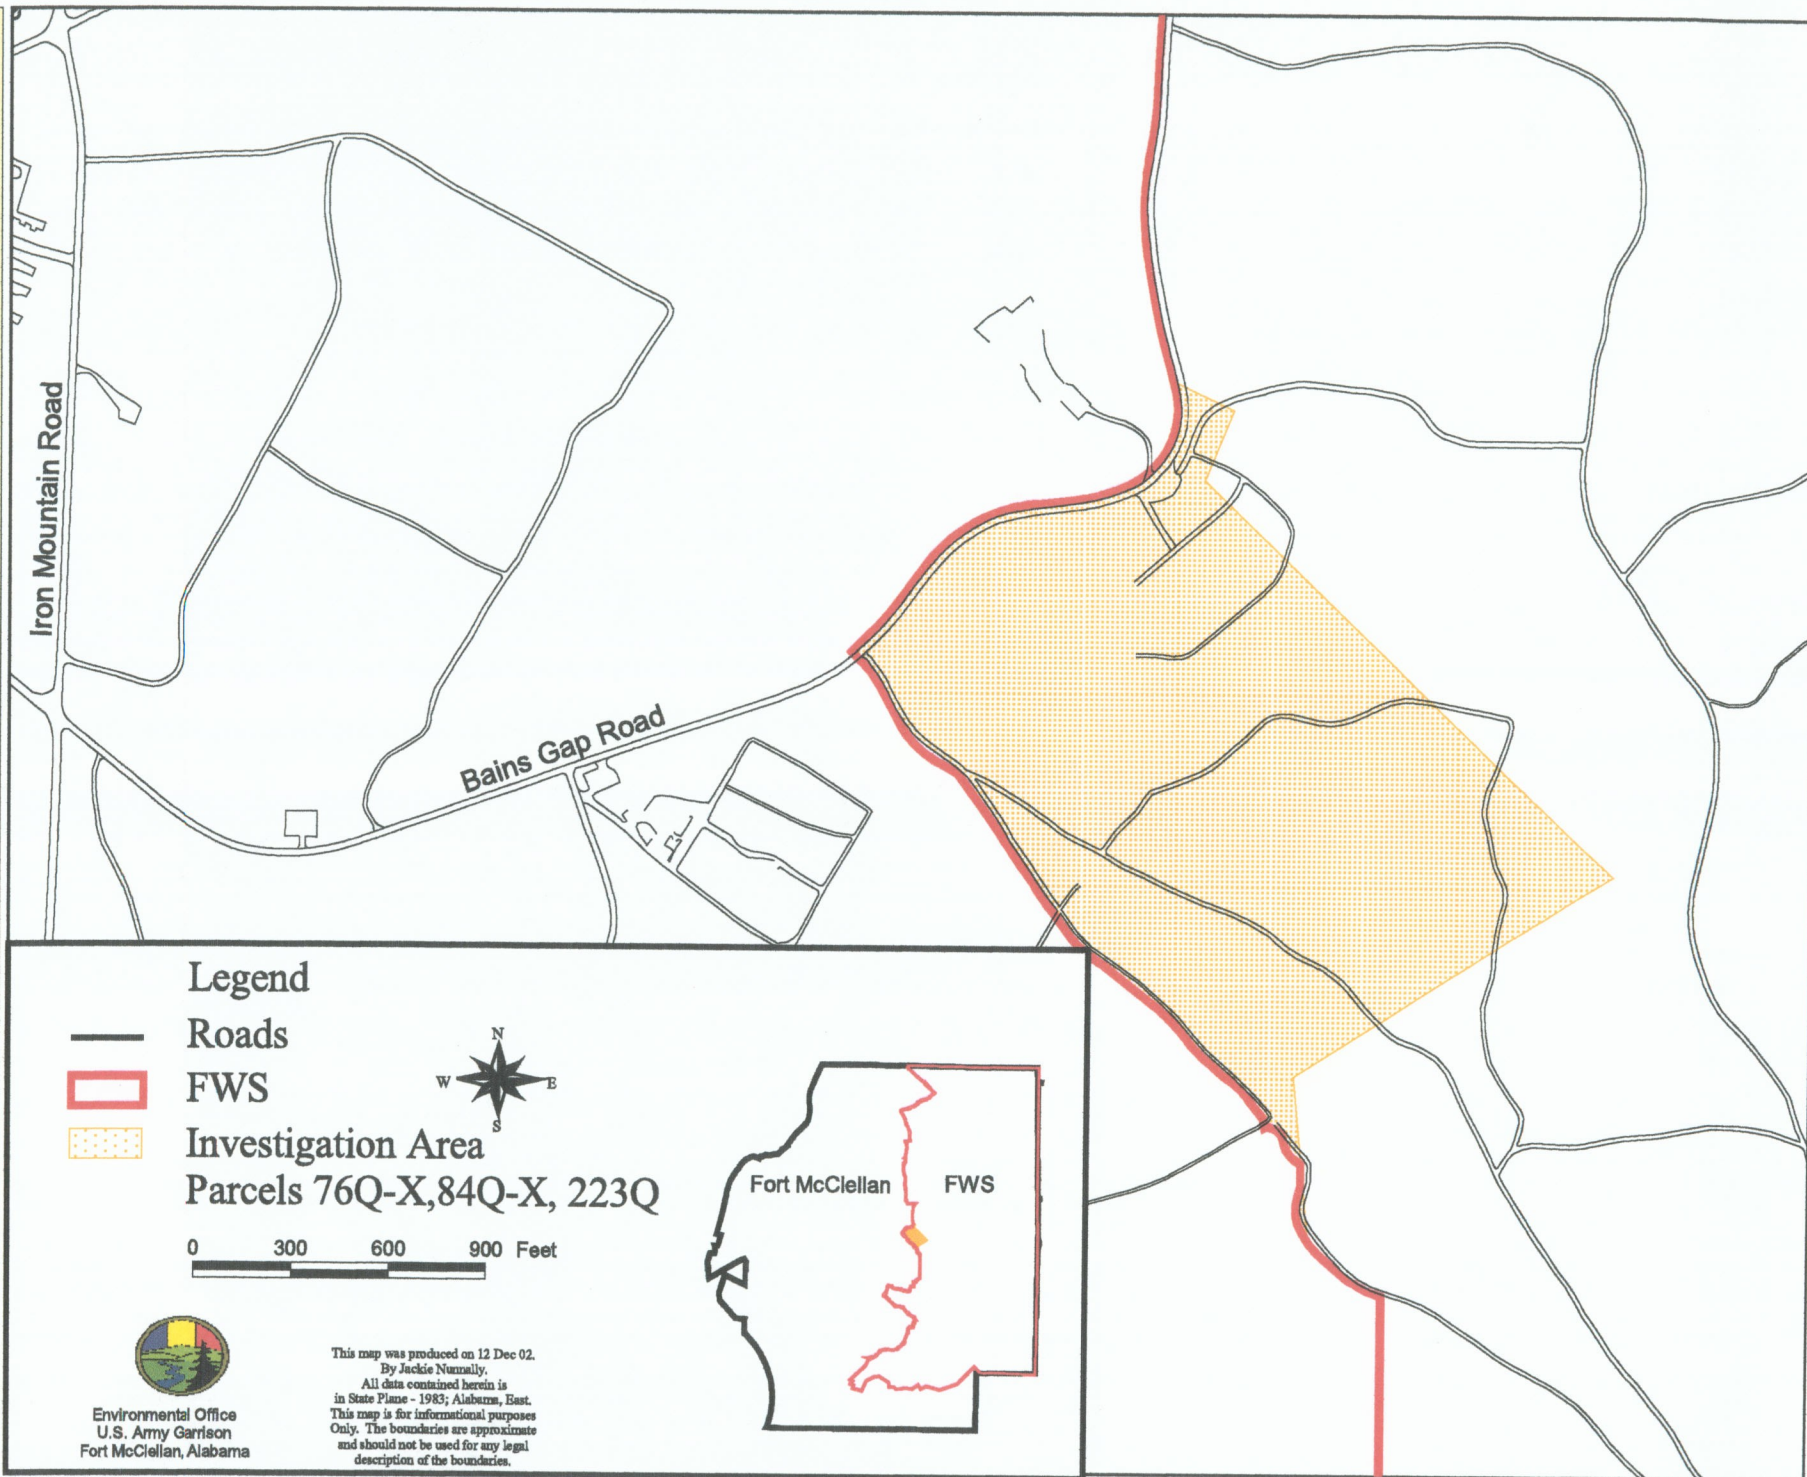 Iron Mountain Road
Bains Gap Road
Legend
Roads
FWS
Investigation Area
Parcels 76Q-X,84Q-X, 223Q
N
W
E
S
0 300 600 900 Feet
Fort McClellan
FWS
Environmental Office
U.S. Army Garrison
Fort McClellan, Alabama
This map was produced on 12 Dec 02.
By Jackie Nunnally.
All data contained herein is
in State Plane - 1983; Alabama, East.
This map is for informational purposes
Only. The boundaries are approximate
and should not be used for any legal
description of the boundaries.